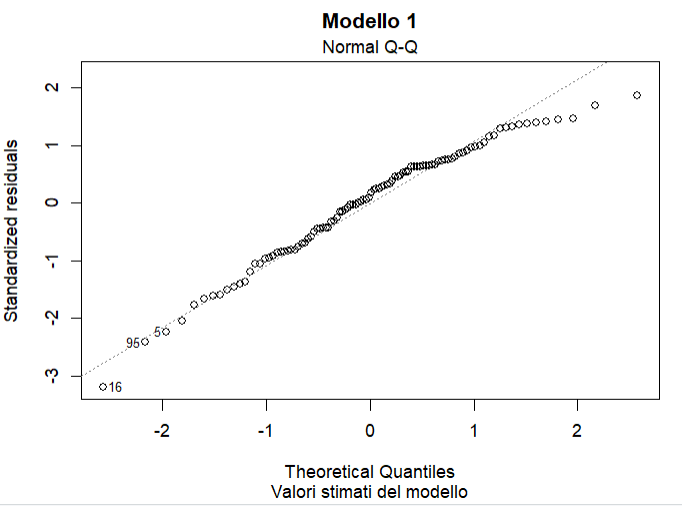 Modello 1
Normal Q-Q
Standardized residuals
2
1
0
-1
-2
-3
95
5
16
-2 -1 0 1 2
Theoretical Quantiles
Valori stimati del modello